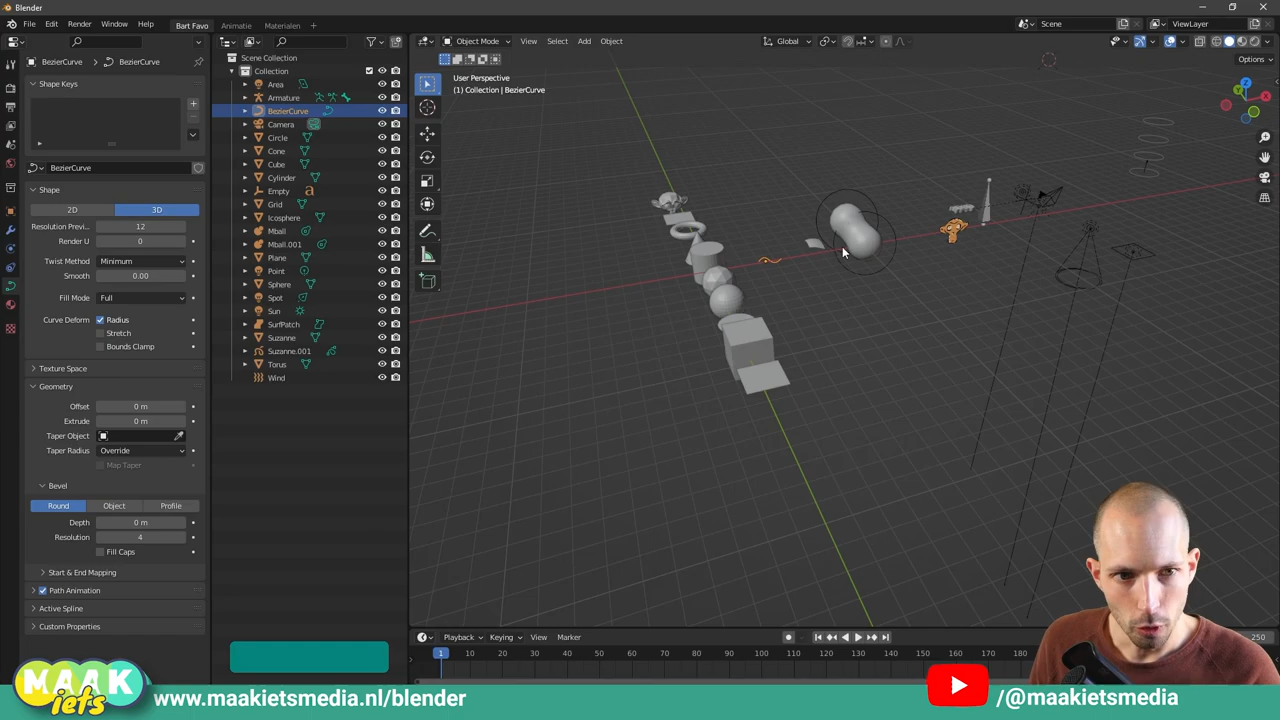 Blender
File Edit Render Window Help Bart Favo Animatie Materialen + Scene ViewLayer
Object Mode View Select Add Object Global Options
BezierCurve > BezierCurve
Shape Keys
BezierCurve
Shape
2D 3D
Resolution Previ... 12
Render U 0
Twist Method Minimum
Smooth 0.00
Fill Mode Full
Curve Deform Radius
Stretch
Bounds Clamp
Texture Space
Geometry
Offset 0 m
Extrude 0 m
Taper Object
Taper Radius Override
Map Taper
Bevel
Round Object Profile
Depth 0 m
Resolution 4
Fill Caps
Start & End Mapping
Path Animation
Active Spline
Custom Properties
Scene Collection
Collection
Area
Armature
BezierCurve
Camera
Circle
Cone
Cube
Cylinder
Empty
Grid
Icosphere
Mball
Mball.001
Plane
Point
Sphere
Spot
Sun
SurfPatch
Suzanne
Suzanne.001
Torus
Wind
User Perspective
(1) Collection | BezierCurve
Z
X
Y
Playback Keying View Marker 250
1 10 20 30 40 50 60 70 80 90 100 110 120 130 140 150 160 170 180
MAAK
iets
www.maakietsmedia.nl/blender
/@maakietsmedia